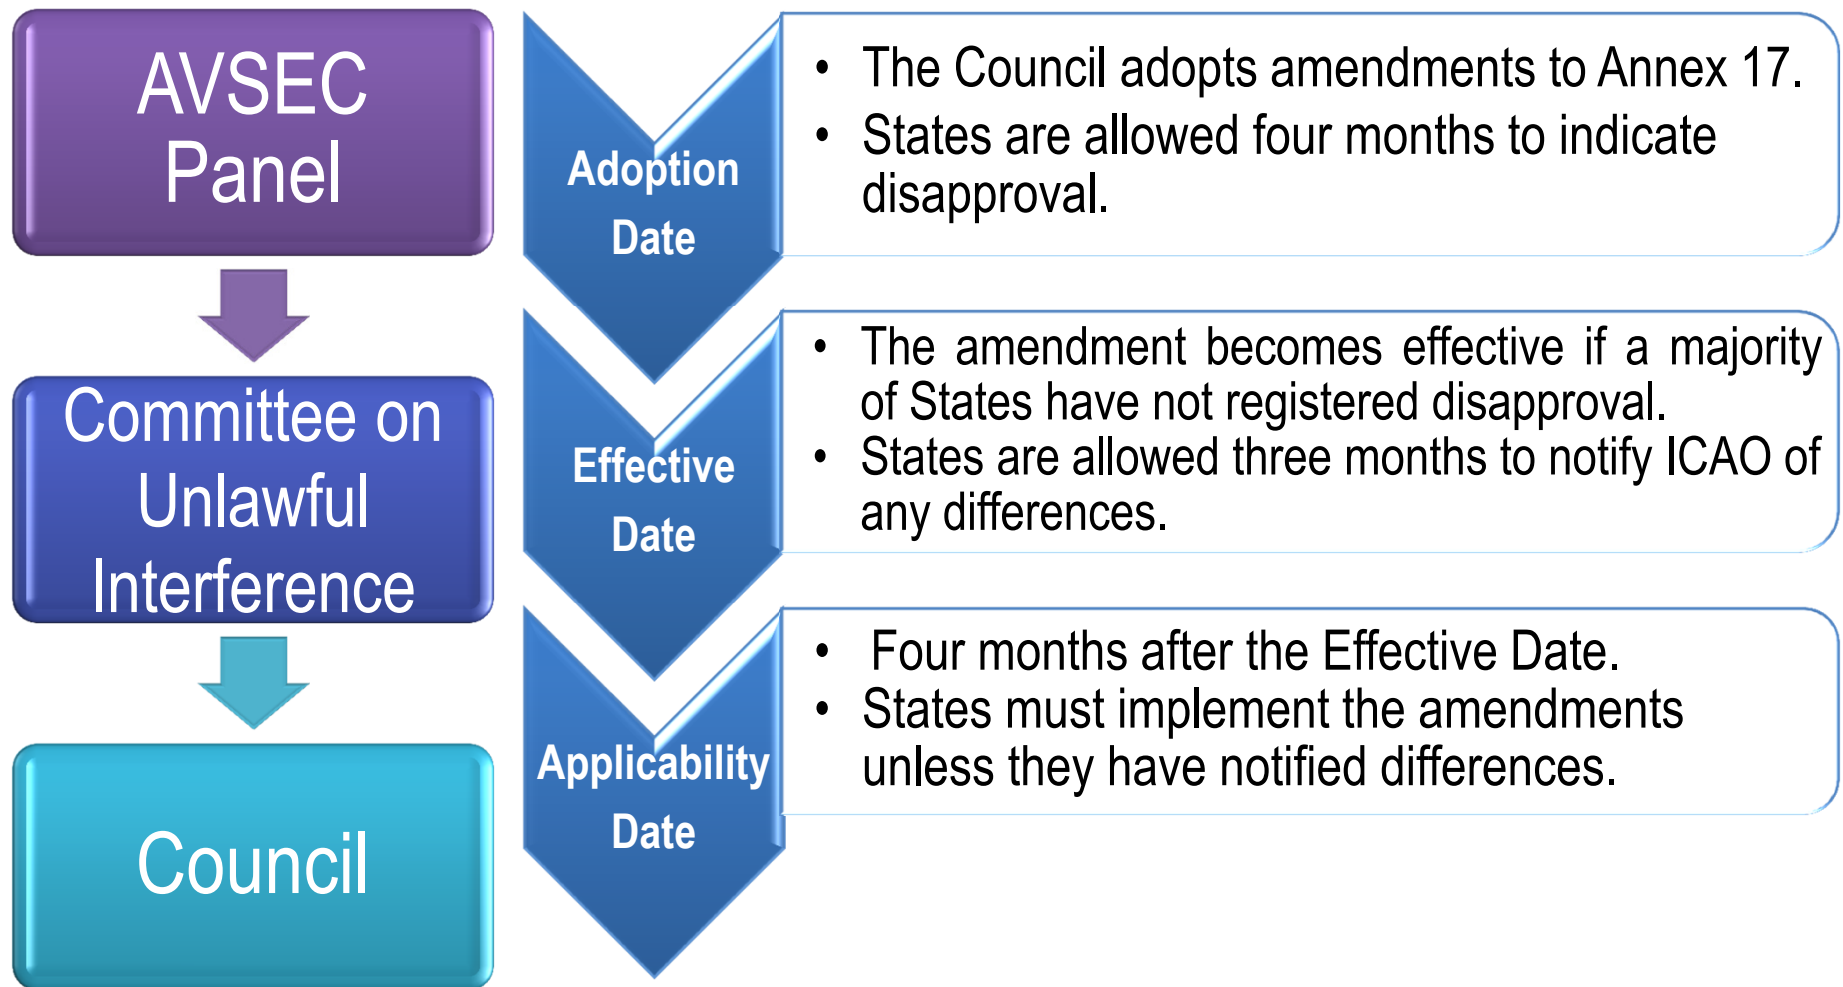 AVSEC
Panel
Committee on
Unlawful
Interference
Council
Adoption
Date
• The Council adopts amendments to Annex 17.
• States are allowed four months to indicate
disapproval.
Effective
Date
• The amendment becomes effective if a majority
of States have not registered disapproval.
• States are allowed three months to notify ICAO of
any differences.
Applicability
Date
• Four months after the Effective Date.
• States must implement the amendments
unless they have notified differences.